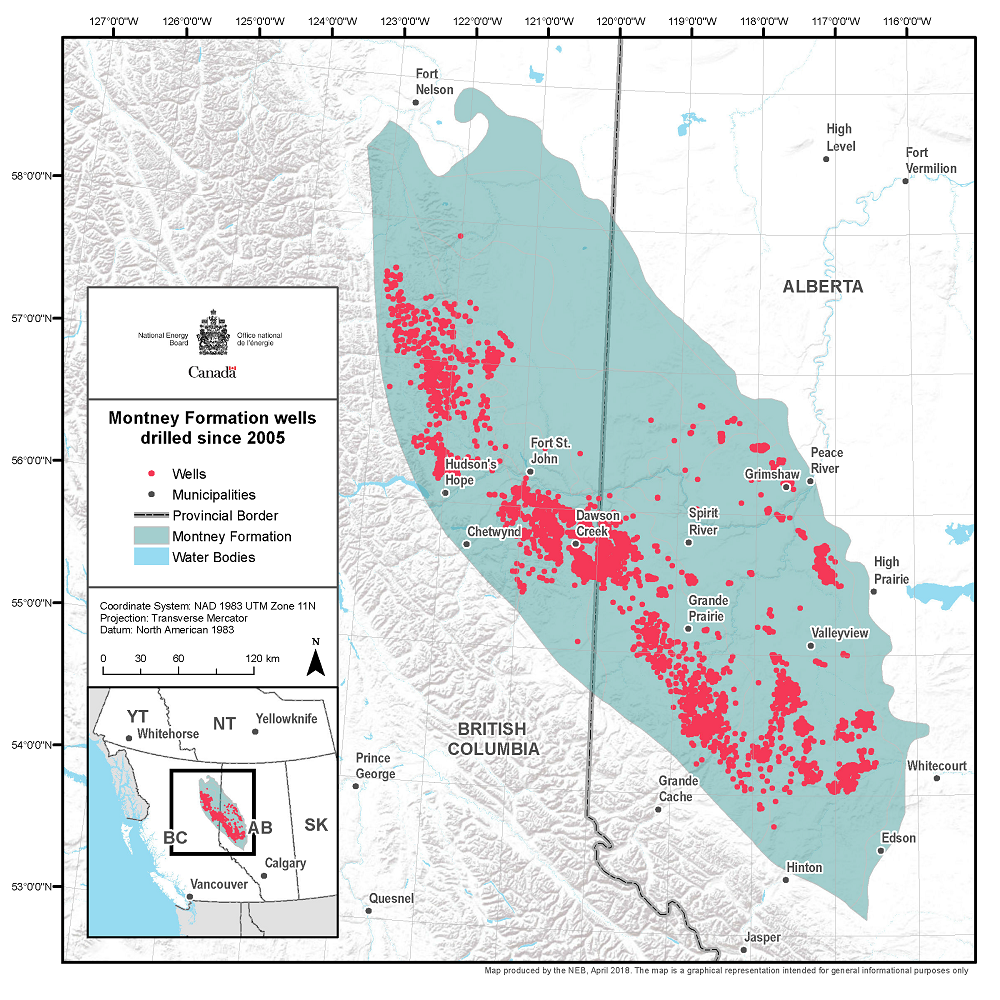 127°0'0"W 126°0'0"W 125°0'0"W 124°0'0"W 123°0'0"W 122°0'0"W 121°0'0"W 120°0'0"W 119°0'0"W 118°0'0"W 117°0'0"W 116°0'0"W
Fort
Nelson
High
Level
Fort
Vermilion
58°0'0"N
ALBERTA
57°0'0"N
National Energy
Board
Office national
de l'énergie
Canada
Montney Formation wells
drilled since 2005
Wells
Municipalities
Provincial Border
Montney Formation
Water Bodies
56°0'0"N
Fort St.
John
Hudson's
Hope
Peace
River
Grimshaw
Dawson
Creek
Chetwynd
Spirit
River
High
Prairie
55°0'0"N
Coordinate System: NAD 1983 UTM Zone 11N
Projection: Transverse Mercator
Datum: North American 1983
0 30 60 120 km
N
Grande
Prairie
Valleyview
54°0'0"N
BRITISH
COLUMBIA
Prince
George
Grande
Cache
Whitecourt
Edson
Hinton
53°0'0"N
Quesnel
Jasper
YT
Whitehorse
NT
Yellowknife
BC
AB
SK
Calgary
Vancouver
Map produced by the NEB, April 2018. The map is a graphical representation intended for general informational purposes only